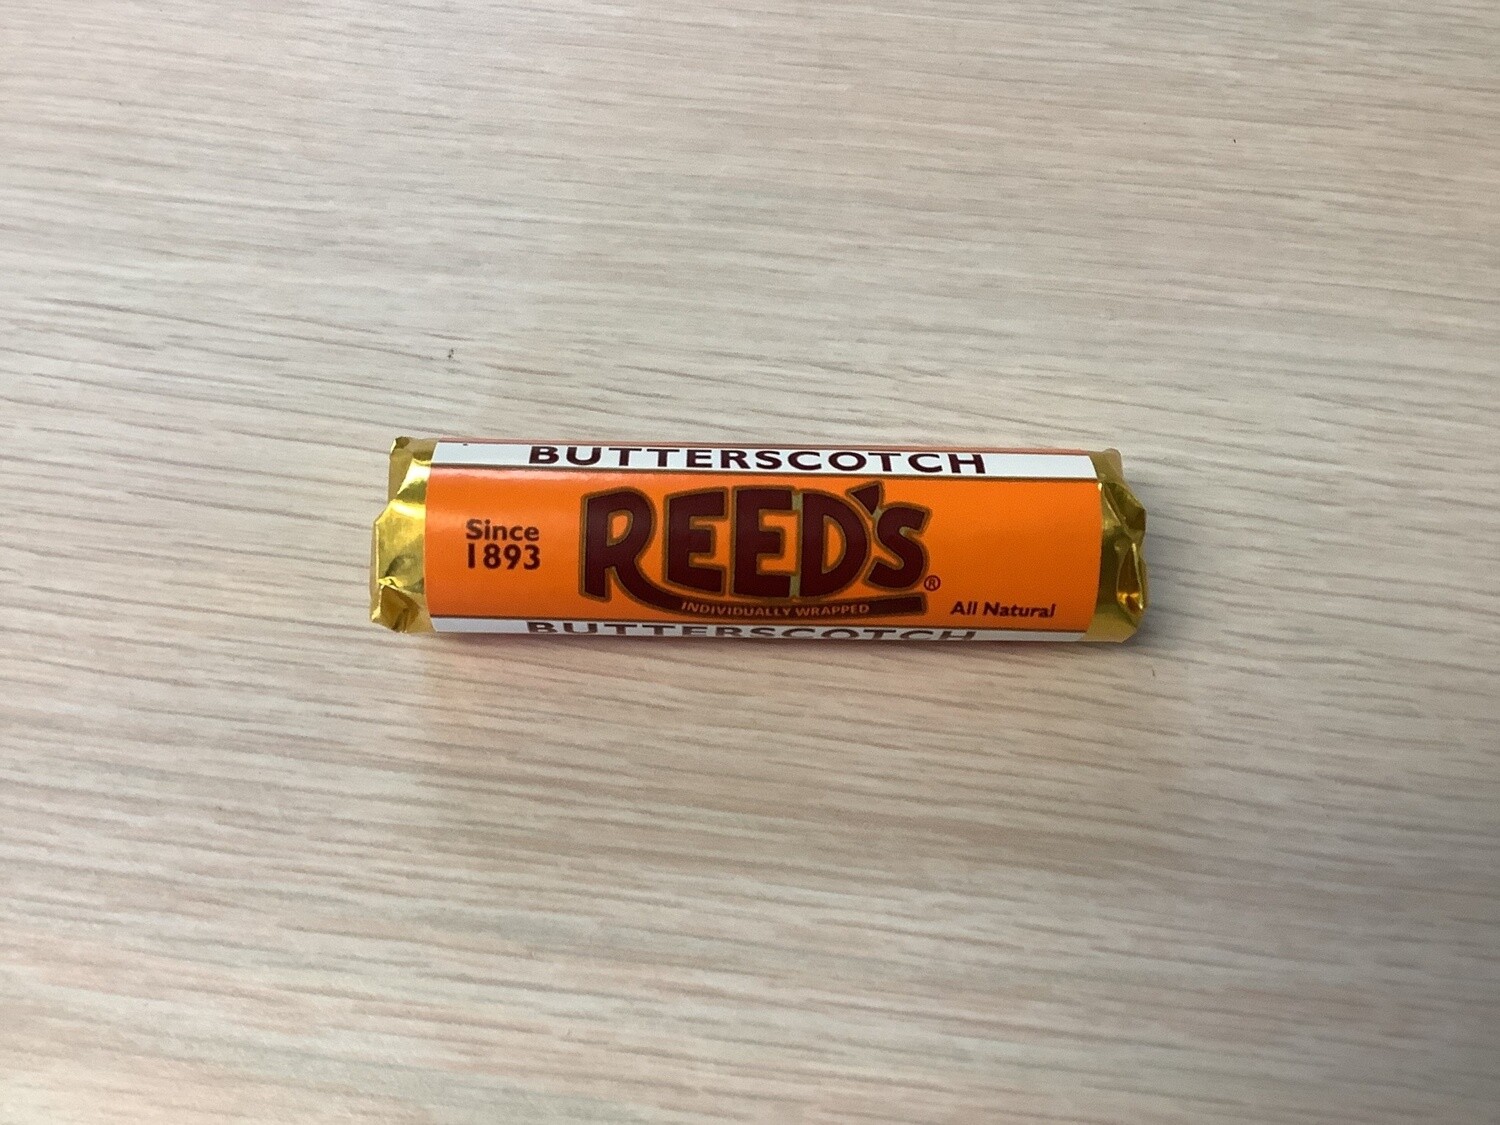 BUTTERSCOTCH
Since
1893
REED'S®
INDIVIDUALLY WRAPPED
All Natural
BUTTERSCOTCH